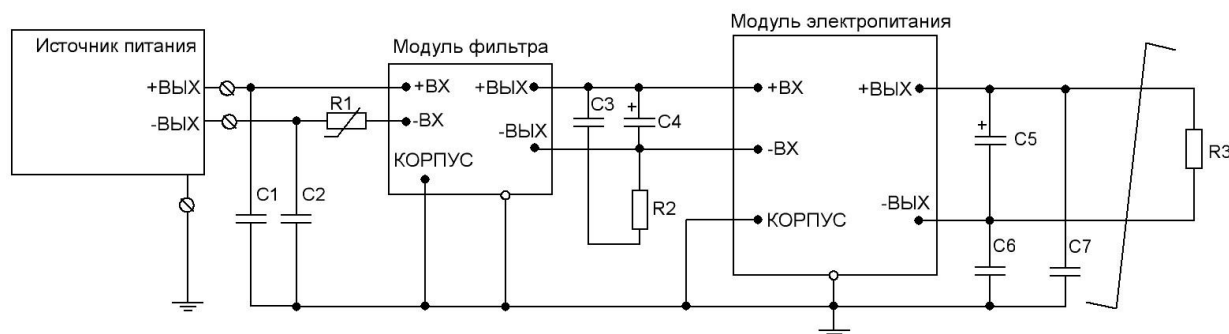 Источник питания
+ВЫХ
-ВЫХ
R1
C1
C2
Модуль фильтра
+ВХ
-ВХ
КОРПУС
+ВЫХ
-ВЫХ
C3
+
C4
R2
Модуль электропитания
+ВХ
-ВХ
КОРПУС
+ВЫХ
-ВЫХ
+
C5
C6
C7
R3